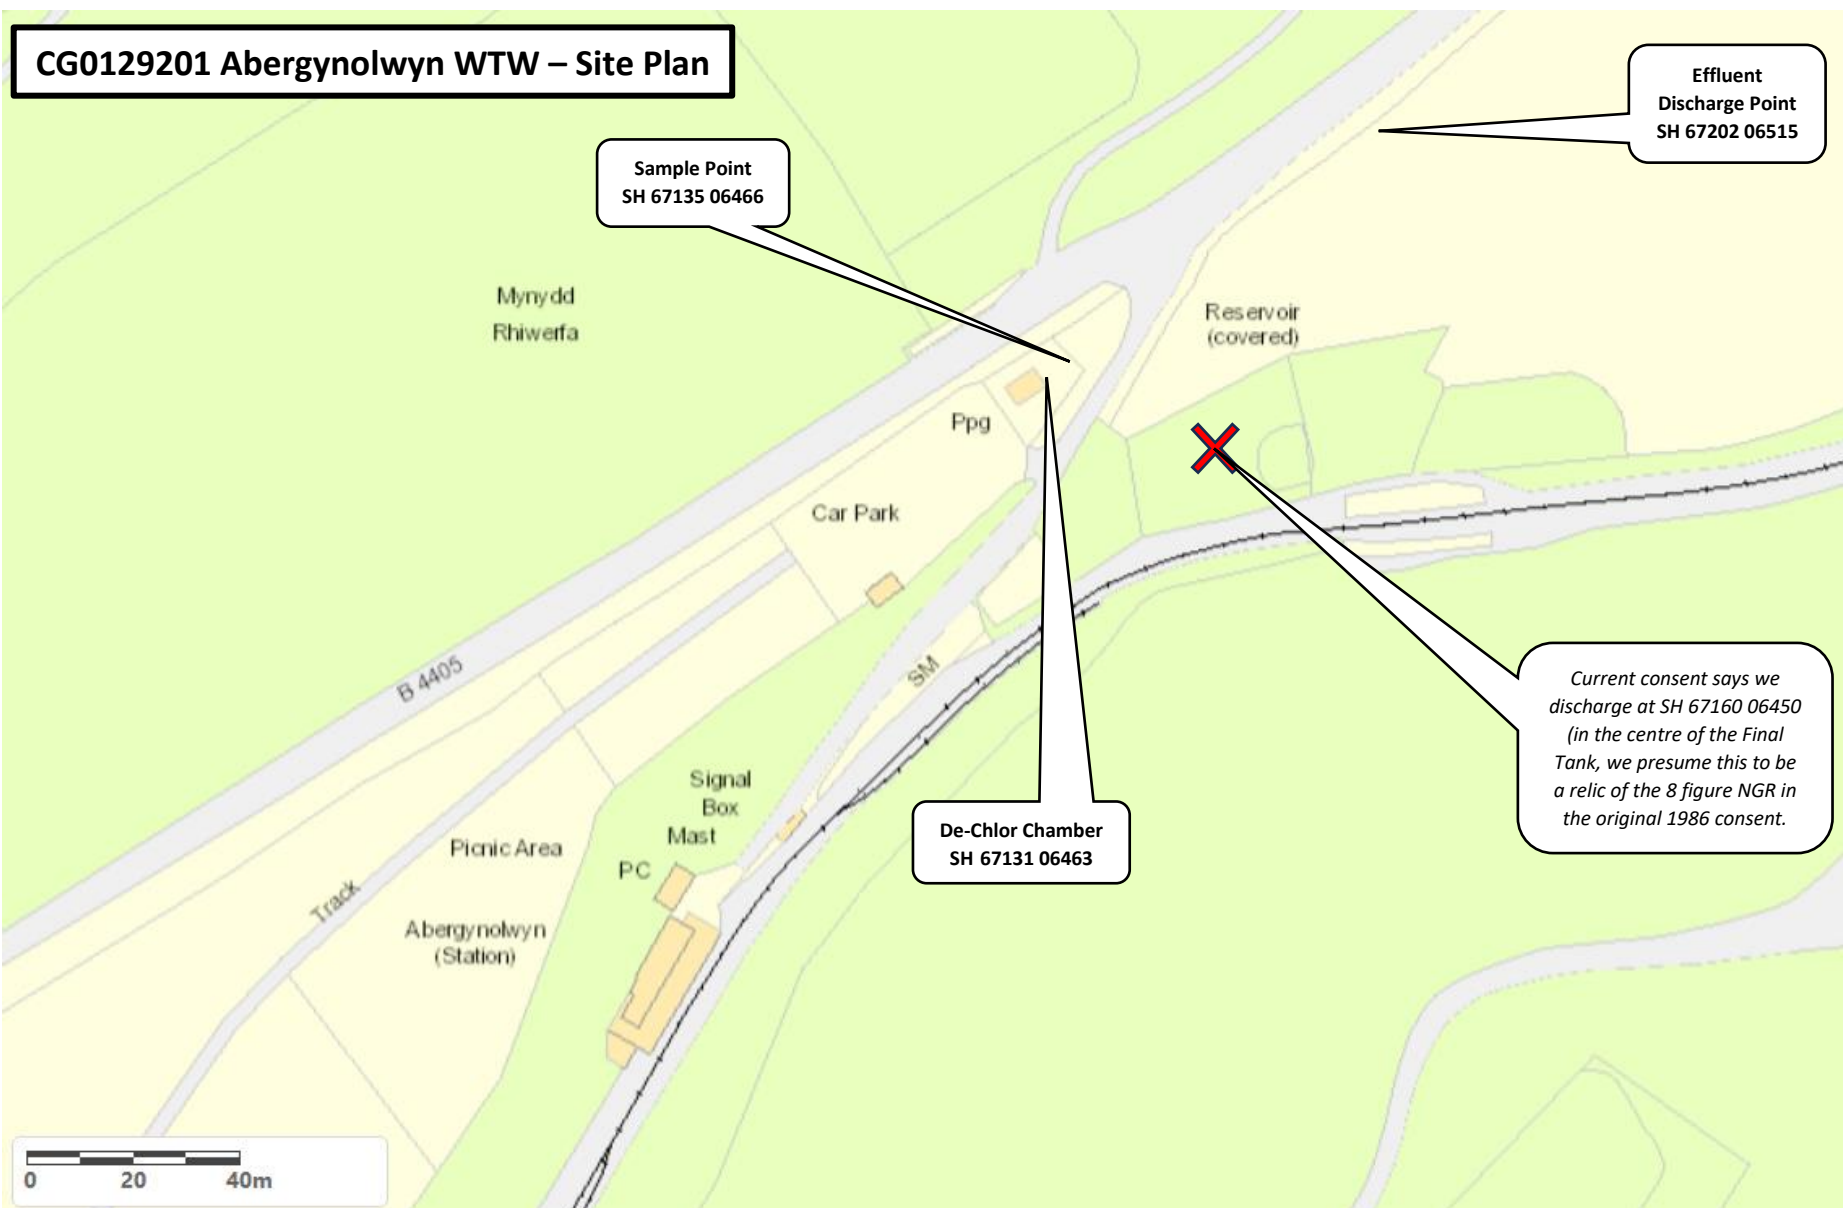 CG0129201 Abergynolwyn WTW – Site Plan
Effluent
Discharge Point
SH 67202 06515
Sample Point
SH 67135 06466
Mynydd
Rhiwerfa
Reservoir
(covered)
Ppg
Car Park
B 4405
SM
Current consent says we
discharge at SH 67160 06450
(in the centre of the Final
Tank, we presume this to be
a relic of the 8 figure NGR in
the original 1986 consent.
Signal
Box
Mast
PC
De-Chlor Chamber
SH 67131 06463
Picnic Area
Track
Abergynolwyn
(Station)
0 20 40m